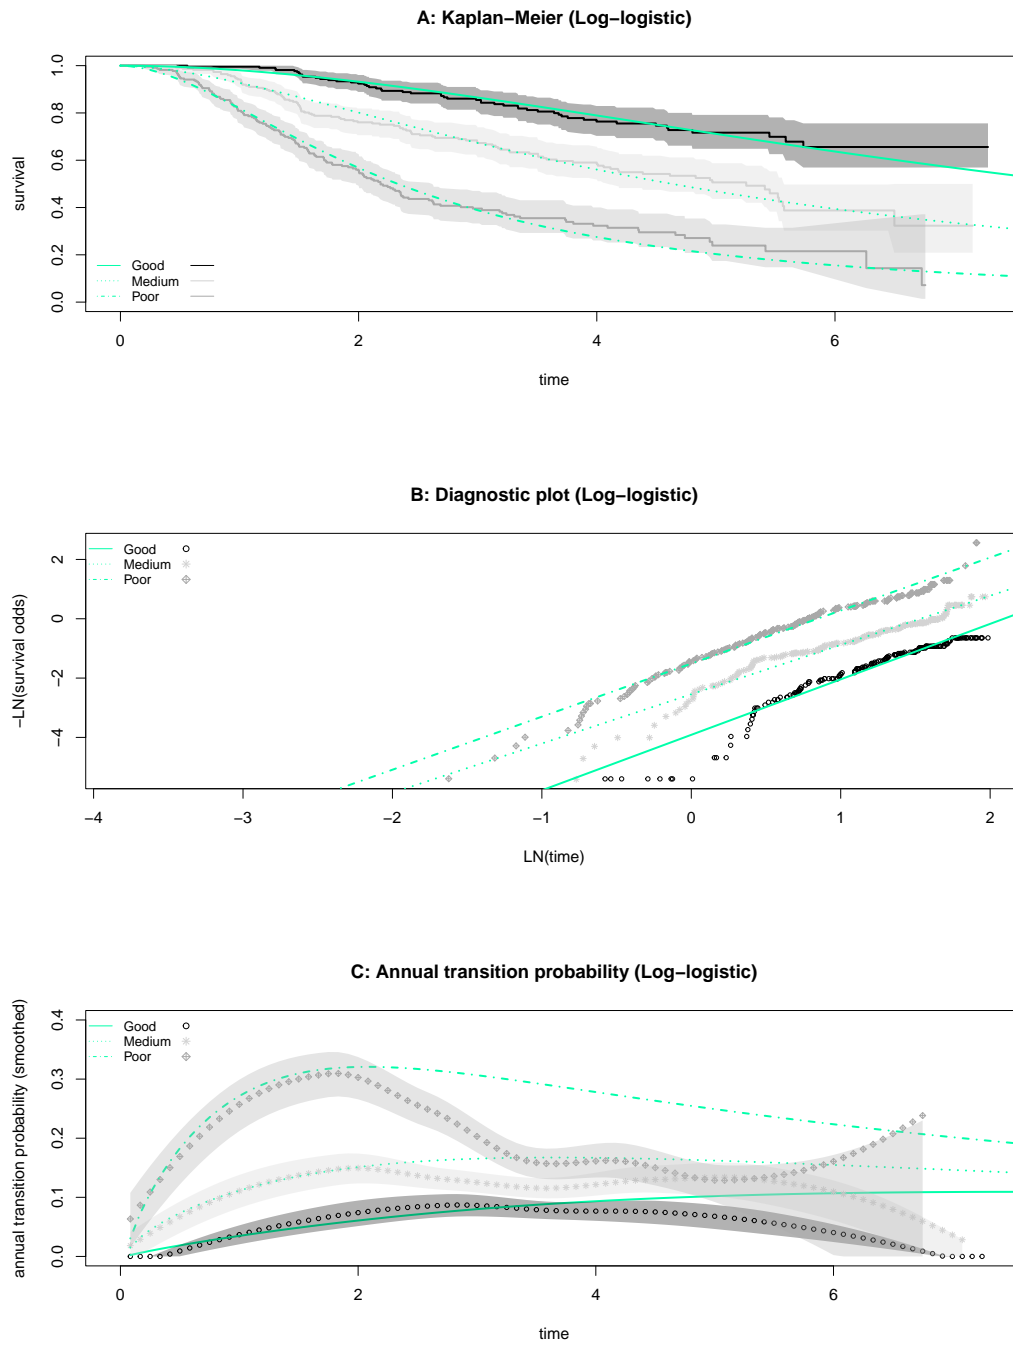 A: Kaplan−Meier (Log−logistic)
survival
1.0
0.8
0.6
0.4
0.2
0.0
Good
Medium
Poor
0 2 4 6
time
B: Diagnostic plot (Log−logistic)
−LN(survival odds)
2
0
−2
−4
Good
Medium
Poor
−4 −3 −2 −1 0 1 2
LN(time)
C: Annual transition probability (Log−logistic)
annual transition probability (smoothed)
0.4
0.3
0.2
0.1
0.0
Good
Medium
Poor
0 2 4 6
time